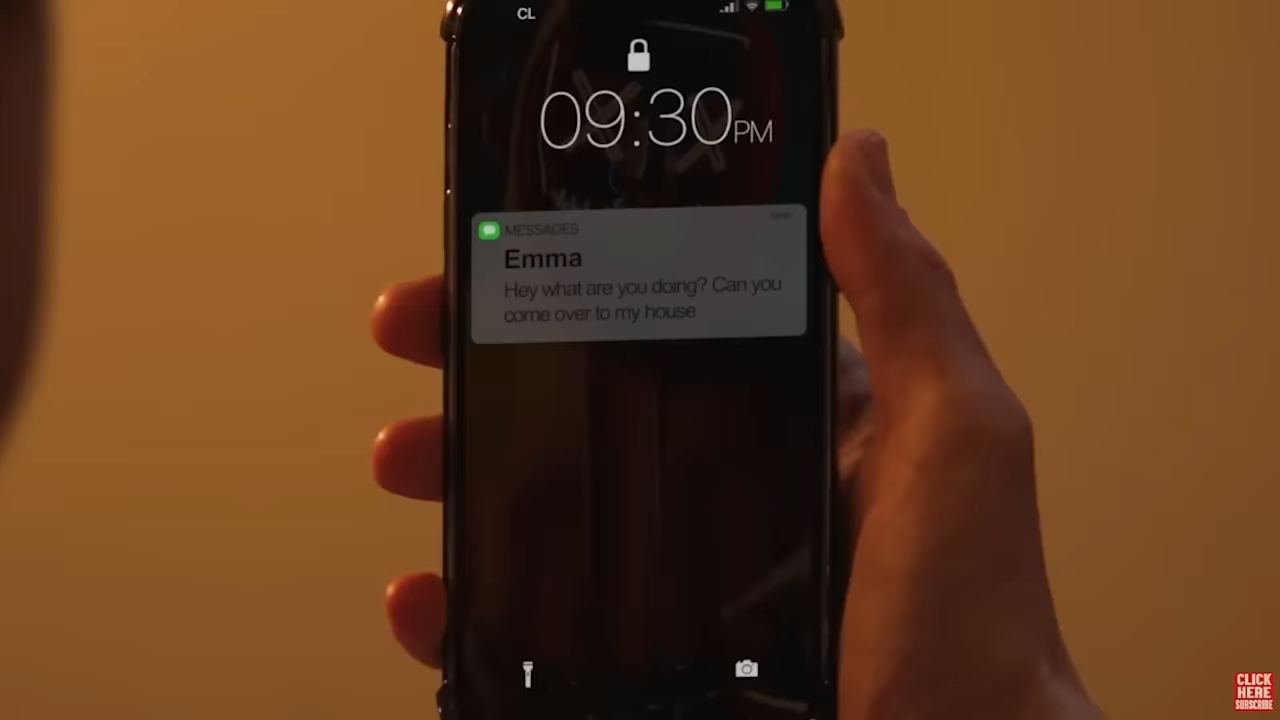 CL
09:30PM
MESSAGES
Emma
Hey what are you doing? Can you
come over to my house
CLICK
HERE
SUBSCRIBE